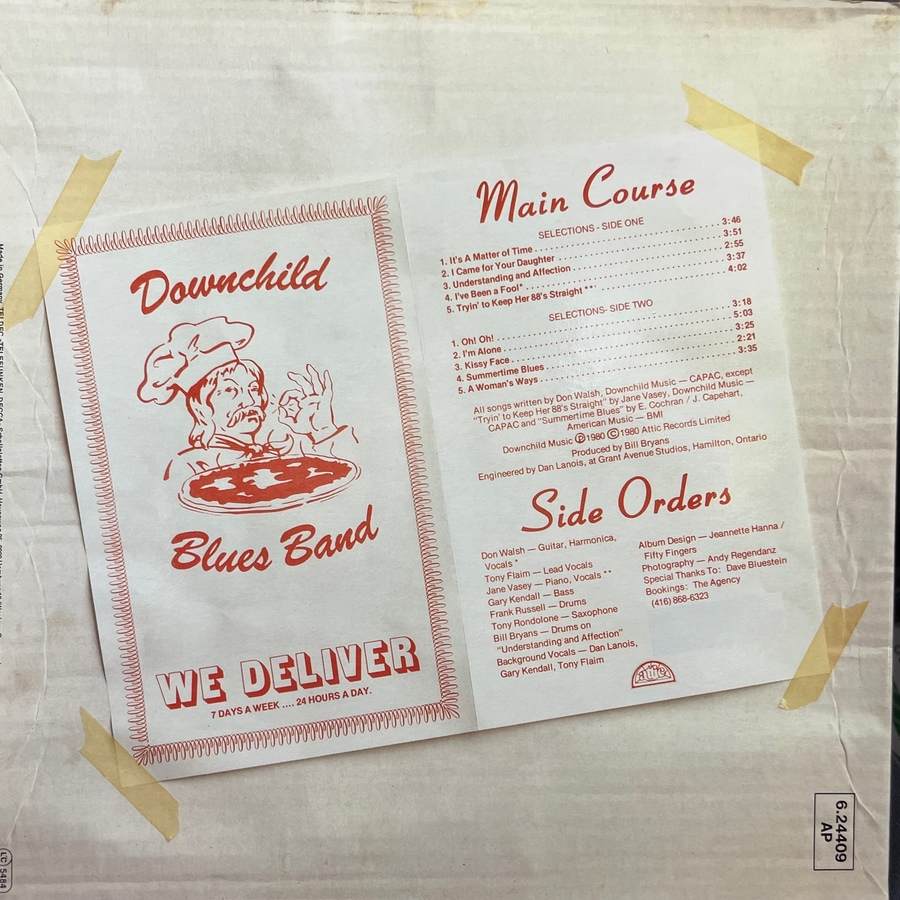 Downchild
Blues Band
WE DELIVER
7 DAYS A WEEK .... 24 HOURS A DAY.
Main Course
SELECTIONS - SIDE ONE
1. It's A Matter of Time 3:46
2. I Came for Your Daughter 3:51
3. Understanding and Affection 2:55
4. I've Been a Fool* 3:37
5. Tryin' to Keep Her 88's Straight ** 4:02
SELECTIONS- SIDE TWO
1. Oh! Oh! 3:18
2. I'm Alone 5:03
3. Kissy Face 3:25
4. Summertime Blues 2:21
5. A Woman's Ways 3:35
All songs written by Don Walsh, Downchild Music — CAPAC, except
"Tryin' to Keep Her 88's Straight" by Jane Vasey, Downchild Music —
CAPAC and "Summertime Blues" by E. Cochran / J. Capehart,
American Music — BMI
Downchild Music Ⓟ 1980 © 1980 Attic Records Limited
Produced by Bill Bryans
Engineered by Dan Lanois, at Grant Avenue Studios, Hamilton, Ontario
Side Orders
Don Walsh — Guitar, Harmonica,
Vocals *
Tony Flaim — Lead Vocals
Jane Vasey — Piano, Vocals **
Gary Kendall — Bass
Frank Russell — Drums
Tony Rondolone — Saxophone
Bill Bryans — Drums on
"Understanding and Affection"
Background Vocals — Dan Lanois,
Gary Kendall, Tony Flaim
Album Design — Jeannette Hanna /
Fifty Fingers
Photography — Andy Regendanz
Special Thanks To: Dave Bluestein
Bookings: The Agency
(416) 868-6323
6.24409
AP
LC 5484
Made in Germany